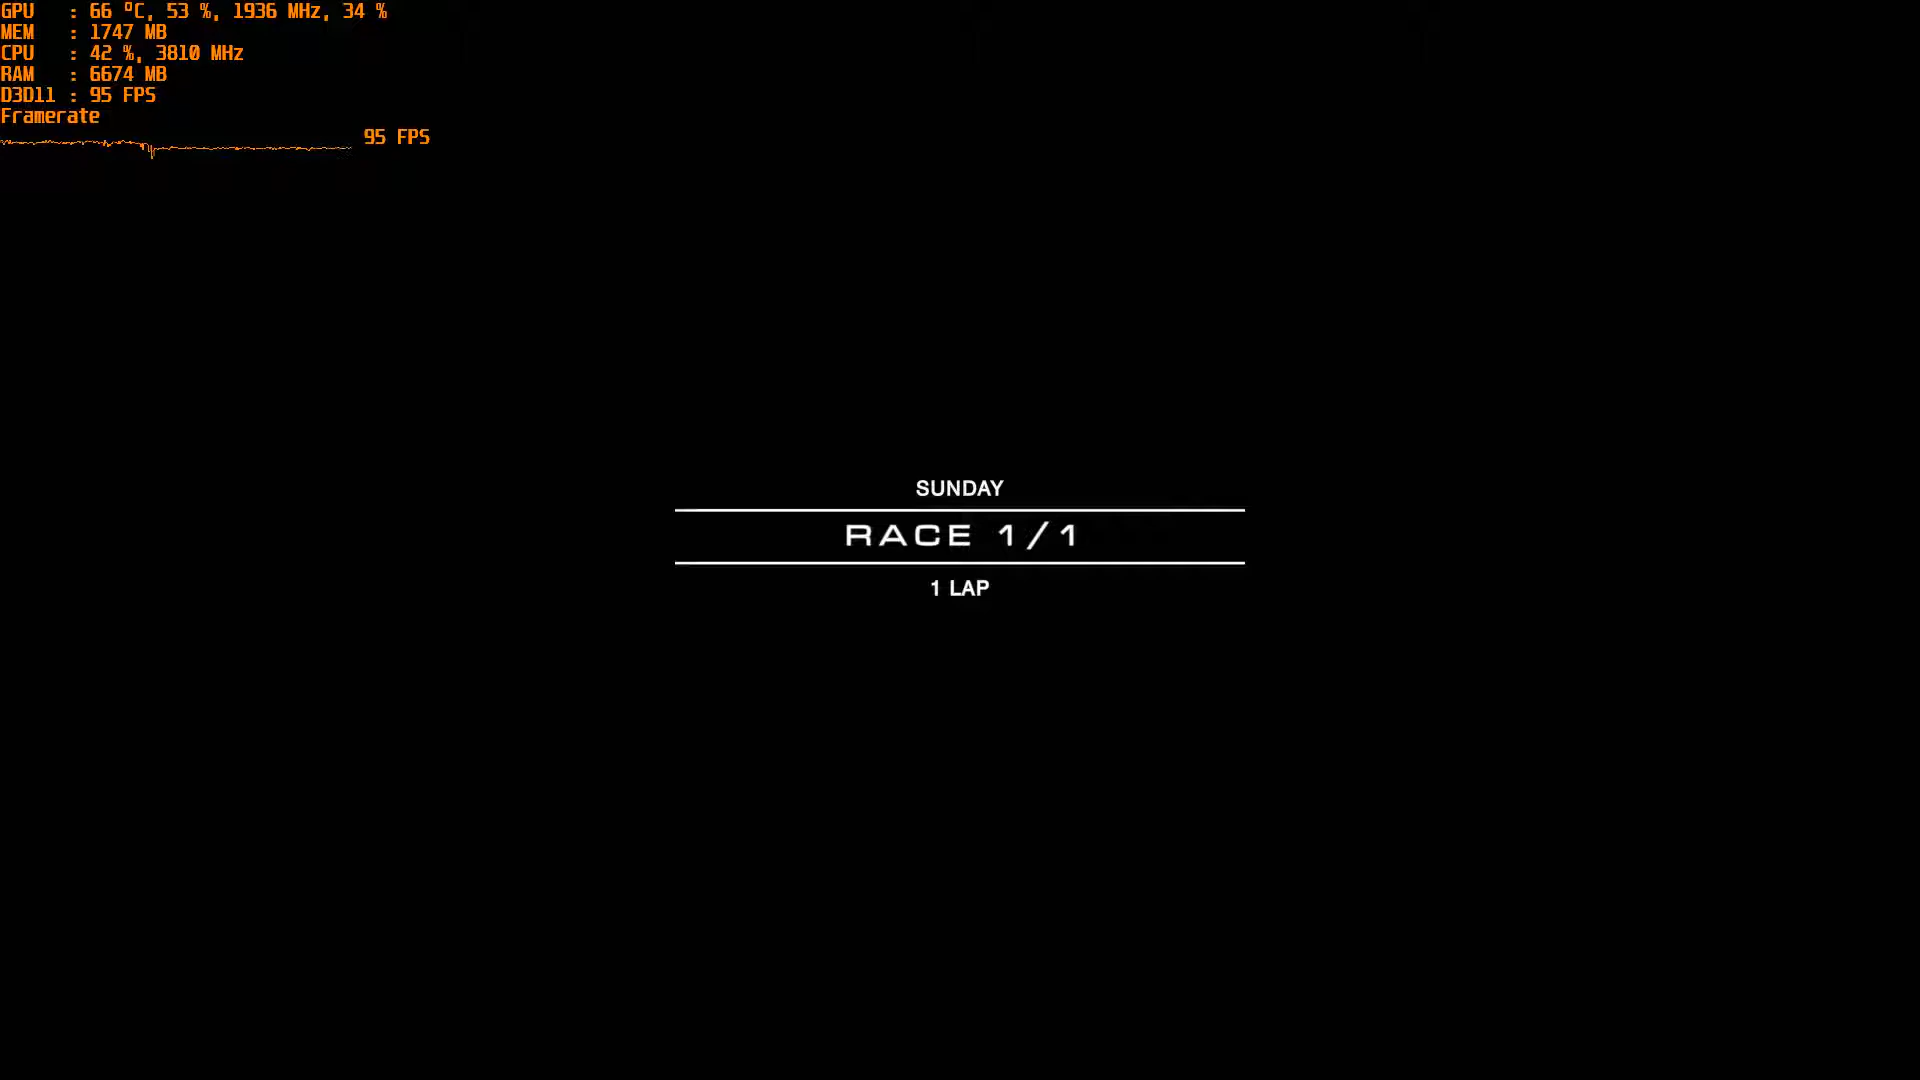 GPU : 66 °C, 53 %, 1936 MHz, 34 %
MEM : 1747 MB
CPU : 42 %, 3810 MHz
RAM : 6674 MB
D3D11 : 95 FPS
Framerate
95 FPS
SUNDAY
RACE 1/1
1 LAP